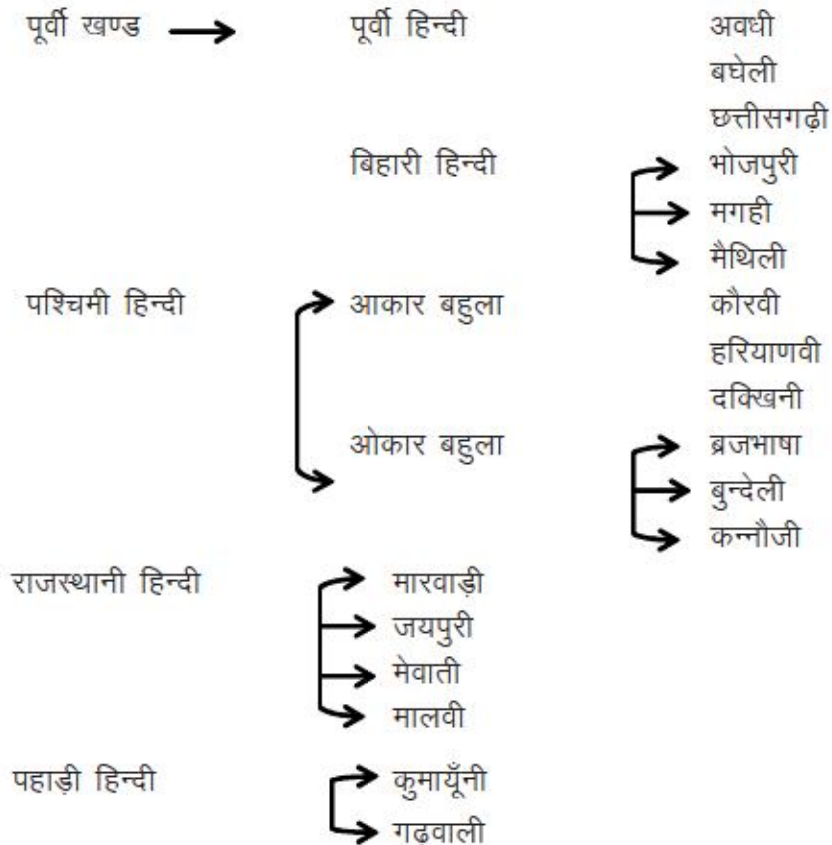 पूर्वी खण्ड पूर्वी हिन्दी अवधी
बघेली
छत्तीसगढ़ी
बिहारी हिन्दी भोजपुरी
मगही
मैथिली
पश्चिमी हिन्दी आकार बहुला कौरवी
हरियाणवी
दक्खिनी
ओकार बहुला ब्रजभाषा
बुन्देली
कन्नौजी
राजस्थानी हिन्दी मारवाड़ी
जयपुरी
मेवाती
मालवी
पहाड़ी हिन्दी कुमायूँनी
गढवाली